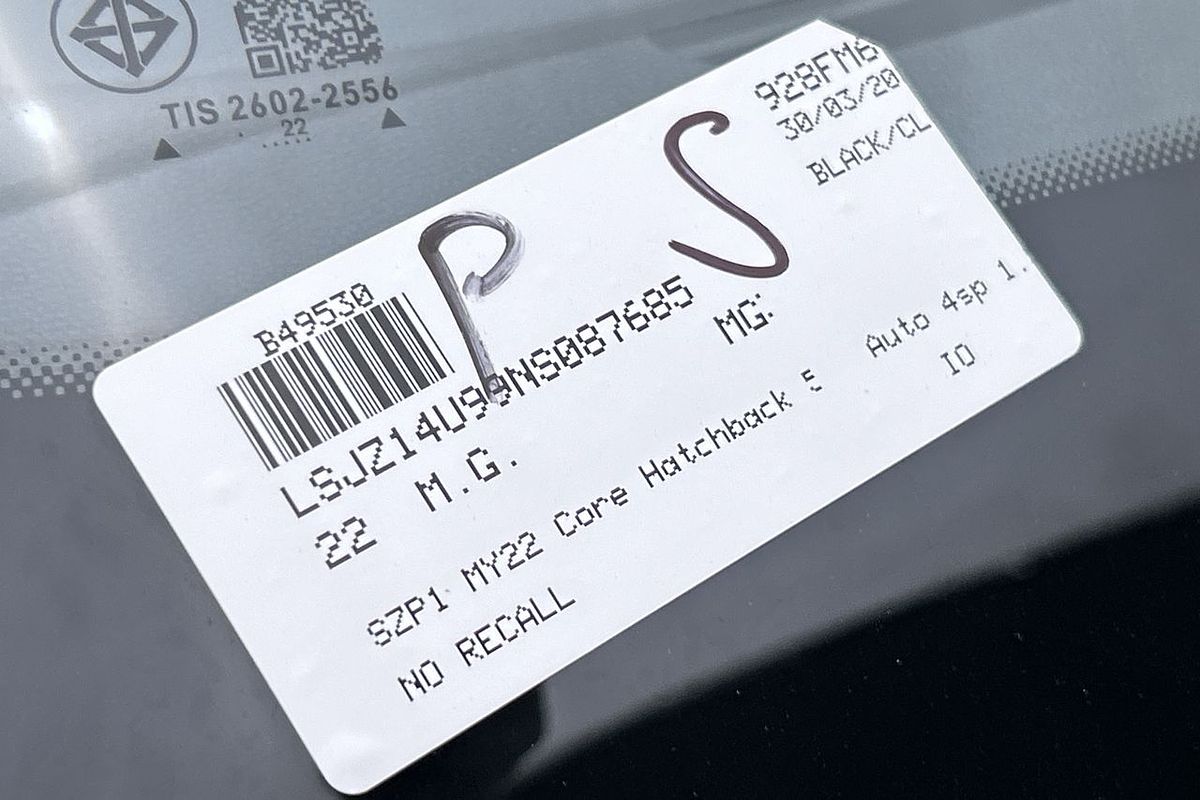 TIS 2602-2556
22
P
S
928FM6
30/03/20
BLACK/CL
B49530
LSJZ14U99NS087685
22 M.G. MG
SZP1 MY22 Core Hatchback 5 Auto 4sp 1.
NO RECALL IO